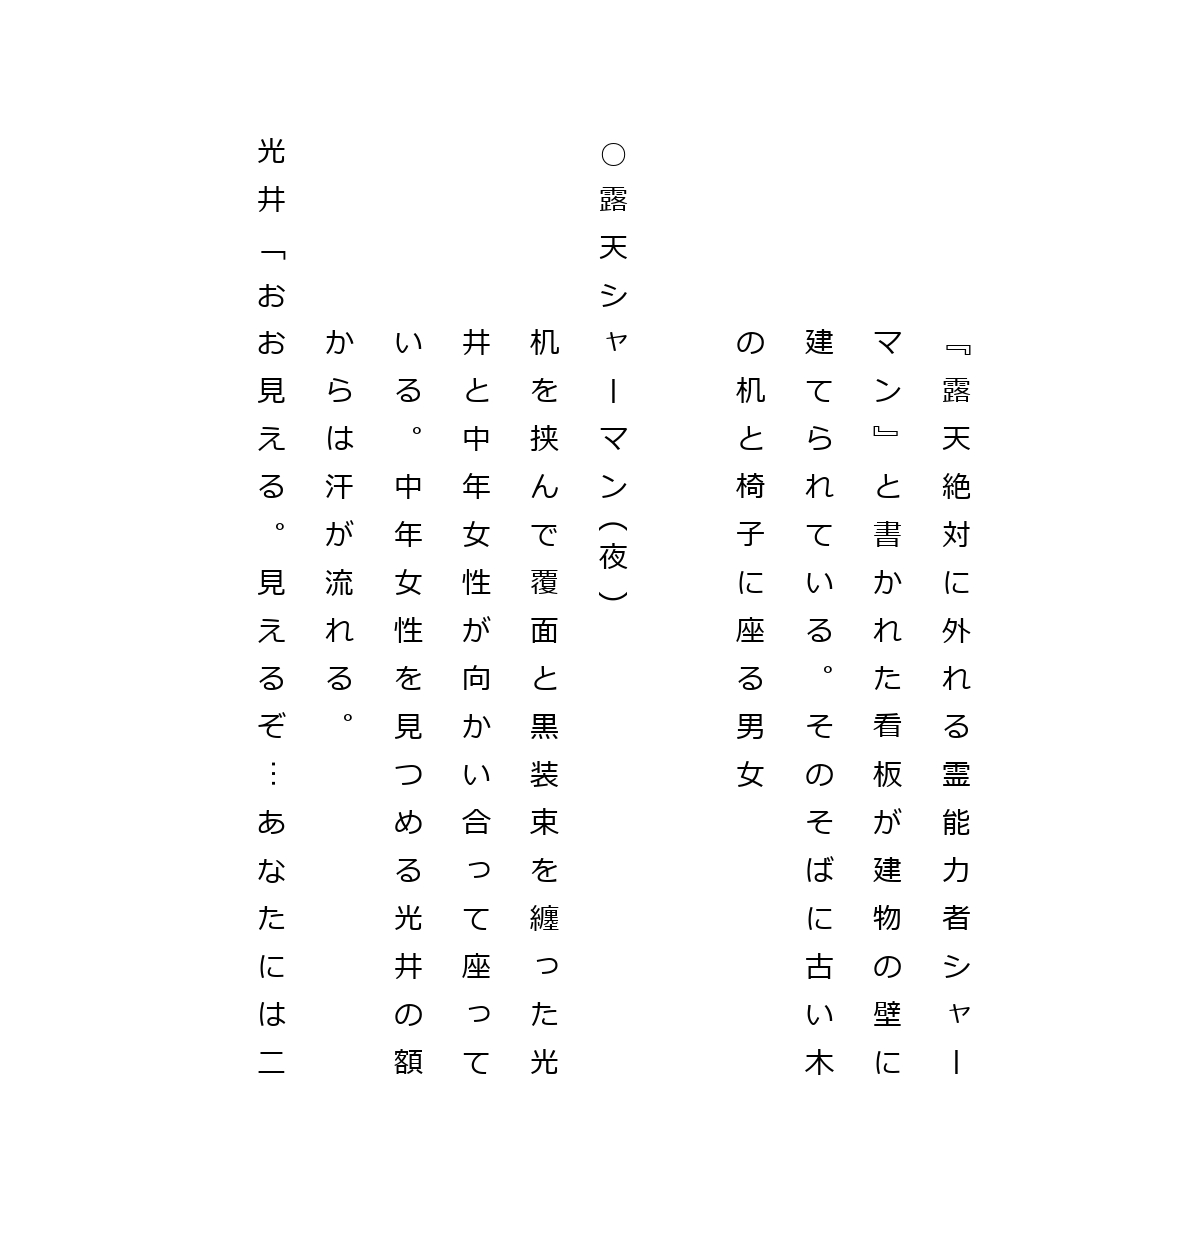 『露天絶対に外れる霊能力者シャー
マン』と書かれた看板が建物の壁に
建てられている。そのそばに古い木
の机と椅子に座る男女
○露天シャーマン（夜）
机を挟んで覆面と黒装束を纏った光
井と中年女性が向かい合って座って
いる。中年女性を見つめる光井の額
からは汗が流れる。
光井「おお見える。見えるぞ…あなたには二